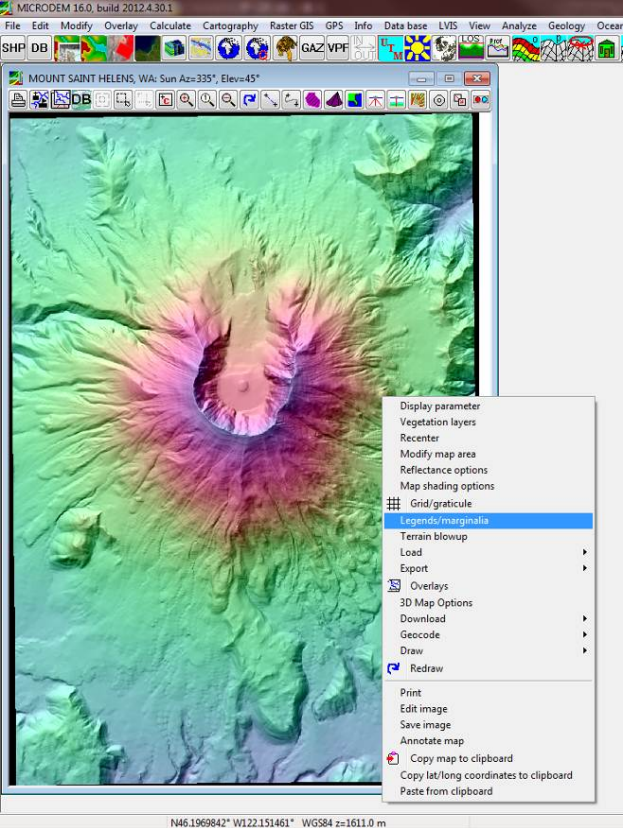 MICRODEM 16.0, build 2012.4.30.1
File Edit Modify Overlay Calculate Cartography Raster GIS GPS Info Data base LVIS View Analyze Geology Ocean
SHP DB GAZ VPF IN OUT UTM LOS Prof
MOUNT SAINT HELENS, WA: Sun Az=335°, Elev=45°
DB
Display parameter
Vegetation layers
Recenter
Modify map area
Reflectance options
Map shading options
Grid/graticule
Legends/marginalia
Terrain blowup
Load
Export
Overlays
3D Map Options
Download
Geocode
Draw
Redraw
Print
Edit image
Save image
Annotate map
Copy map to clipboard
Copy lat/long coordinates to clipboard
Paste from clipboard
N46.1969842° W122.151461° WGS84 z=1611.0 m